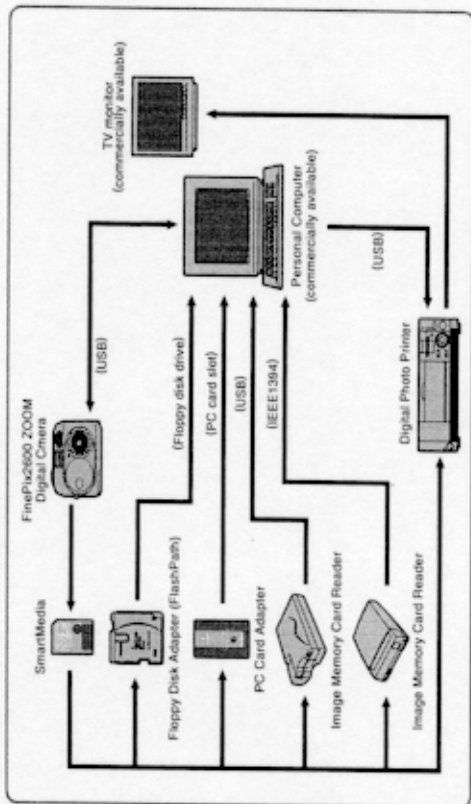 FinePix2600 ZOOM
Digital Cmera
TV monitor
(commercially available)
SmartMedia
(USB)
Floppy Disk Adapter (FlashPath)
(Floppy disk drive)
Personal Computer
(commercially available)
(PC card slot)
PC Card Adapter
(USB)
(USB)
Image Memory Card Reader
(IEEE1394)
Image Memory Card Reader
Digital Photo Printer